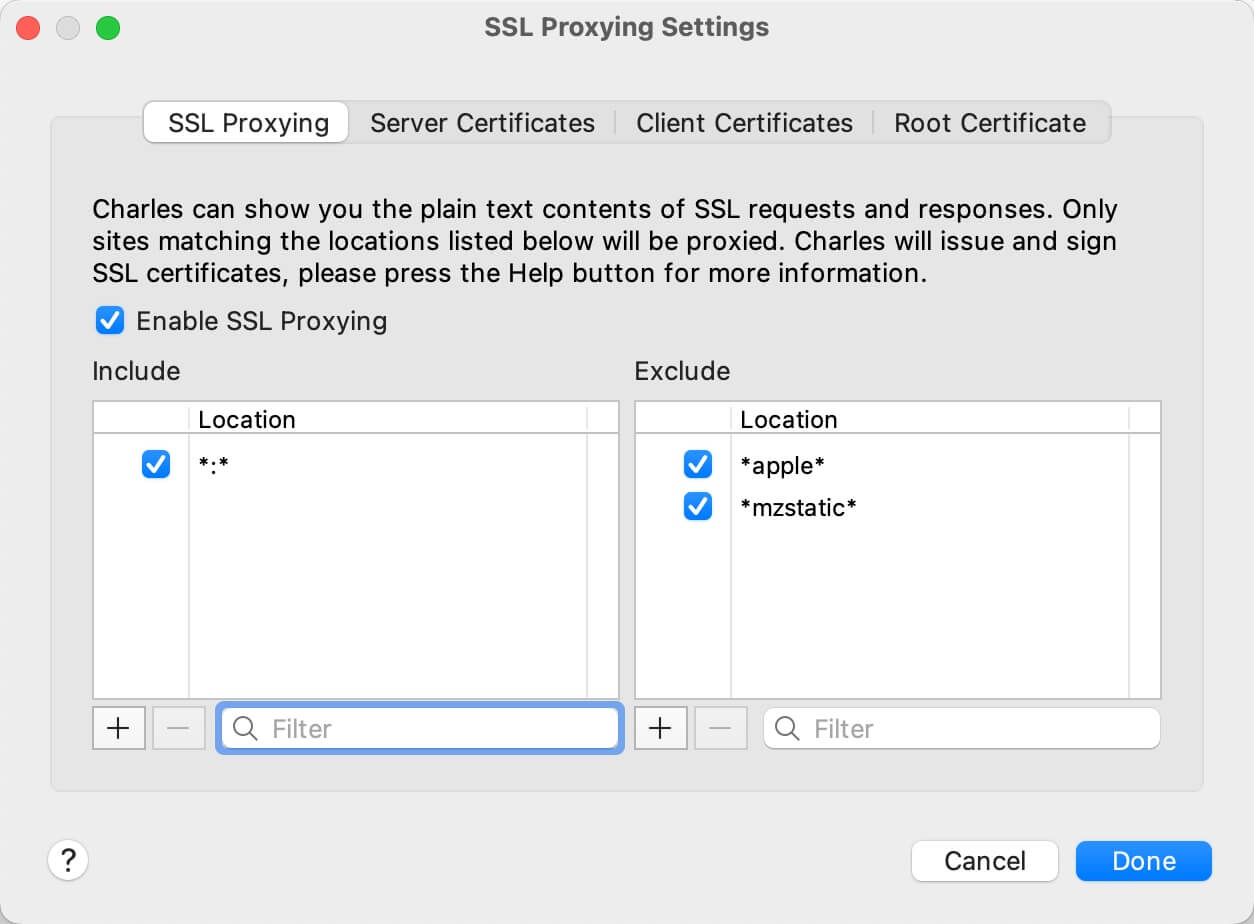 SSL Proxying Settings
SSL Proxying Server Certificates Client Certificates Root Certificate
Charles can show you the plain text contents of SSL requests and responses. Only
sites matching the locations listed below will be proxied. Charles will issue and sign
SSL certificates, please press the Help button for more information.
Enable SSL Proxying
Include
Location
*:*
Filter
Exclude
Location
*apple*
*mzstatic*
Filter
?
Cancel
Done